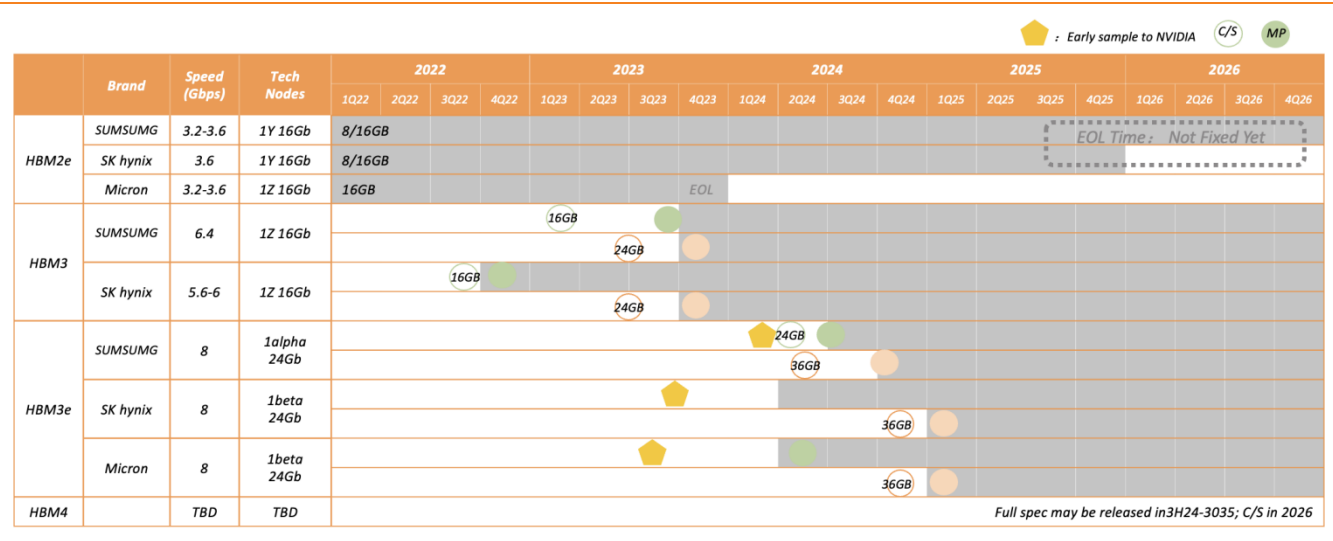 : Early sample to NVIDIA C/S MP
Brand Speed (Gbps) Tech Nodes 2022 2023 2024 2025 2026
1Q22 2Q22 3Q22 4Q22 1Q23 2Q23 3Q23 4Q23 1Q24 2Q24 3Q24 4Q24 1Q25 2Q25 3Q25 4Q25 1Q26 2Q26 3Q26 4Q26
HBM2e SUMSUMG 3.2-3.6 1Y 16Gb 8/16GB EOL Time： Not Fixed Yet
SK hynix 3.6 1Y 16Gb 8/16GB
Micron 3.2-3.6 1Z 16Gb 16GB EOL
HBM3 SUMSUMG 6.4 1Z 16Gb 16GB
24GB
SK hynix 5.6-6 1Z 16Gb 16GB
24GB
HBM3e SUMSUMG 8 1alpha 24Gb 24GB
36GB
SK hynix 8 1beta 24Gb
36GB
Micron 8 1beta 24Gb
36GB
HBM4 TBD TBD Full spec may be released in3H24-3035; C/S in 2026